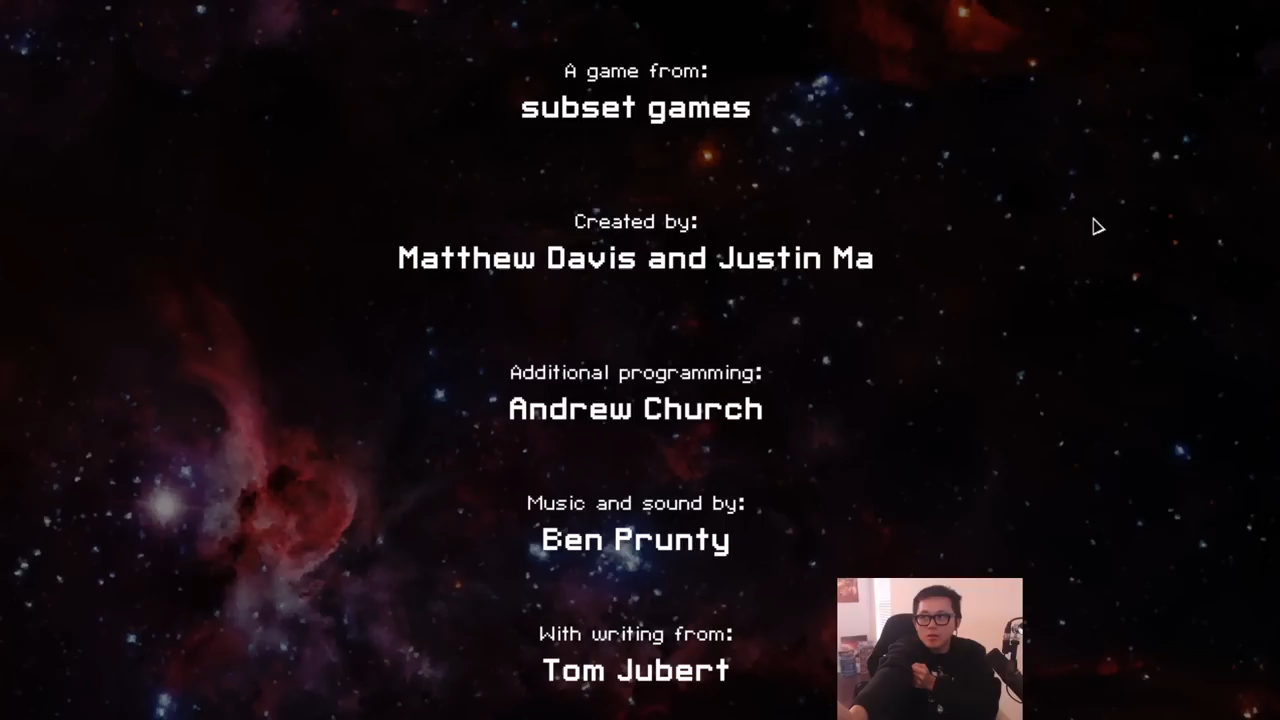 A game from:
subset games
Created by:
Matthew Davis and Justin Ma
Additional programming:
Andrew Church
Music and sound by:
Ben Prunty
With writing from:
Tom Jubert